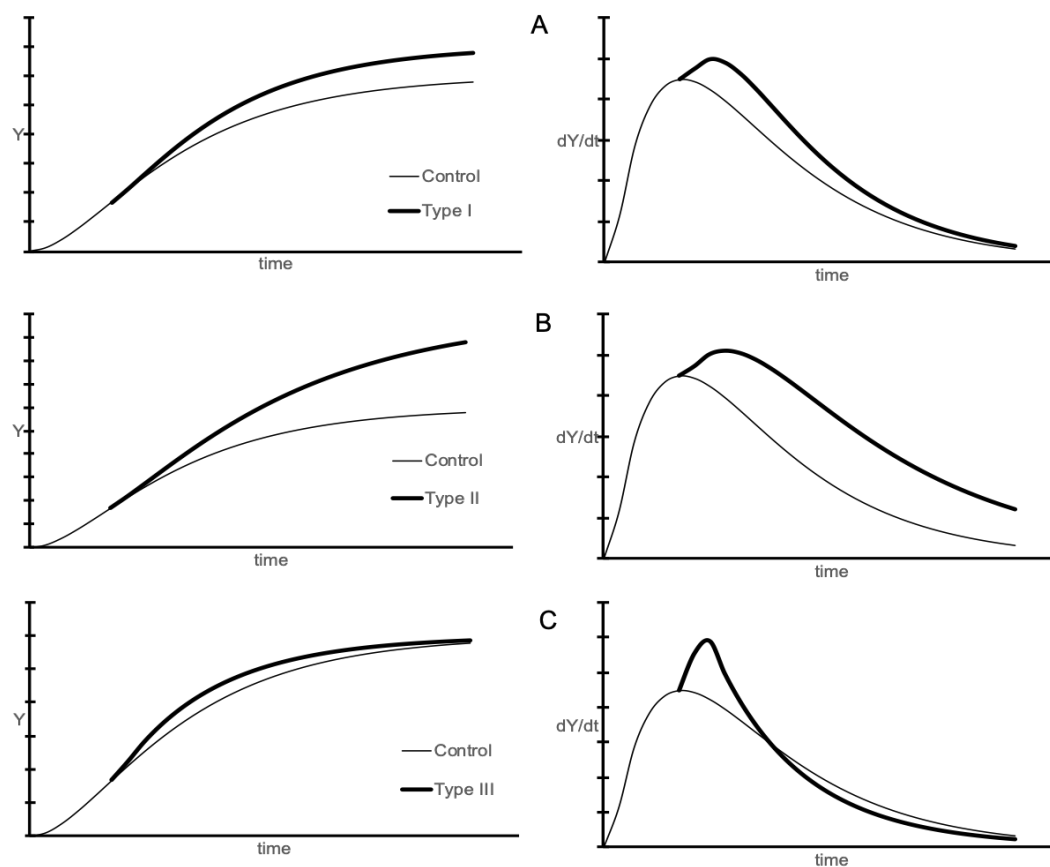 A
Y
Control
Type I
time
dY/dt
time
B
Y
Control
Type II
time
dY/dt
time
C
Y
Control
Type III
time
dY/dt
time